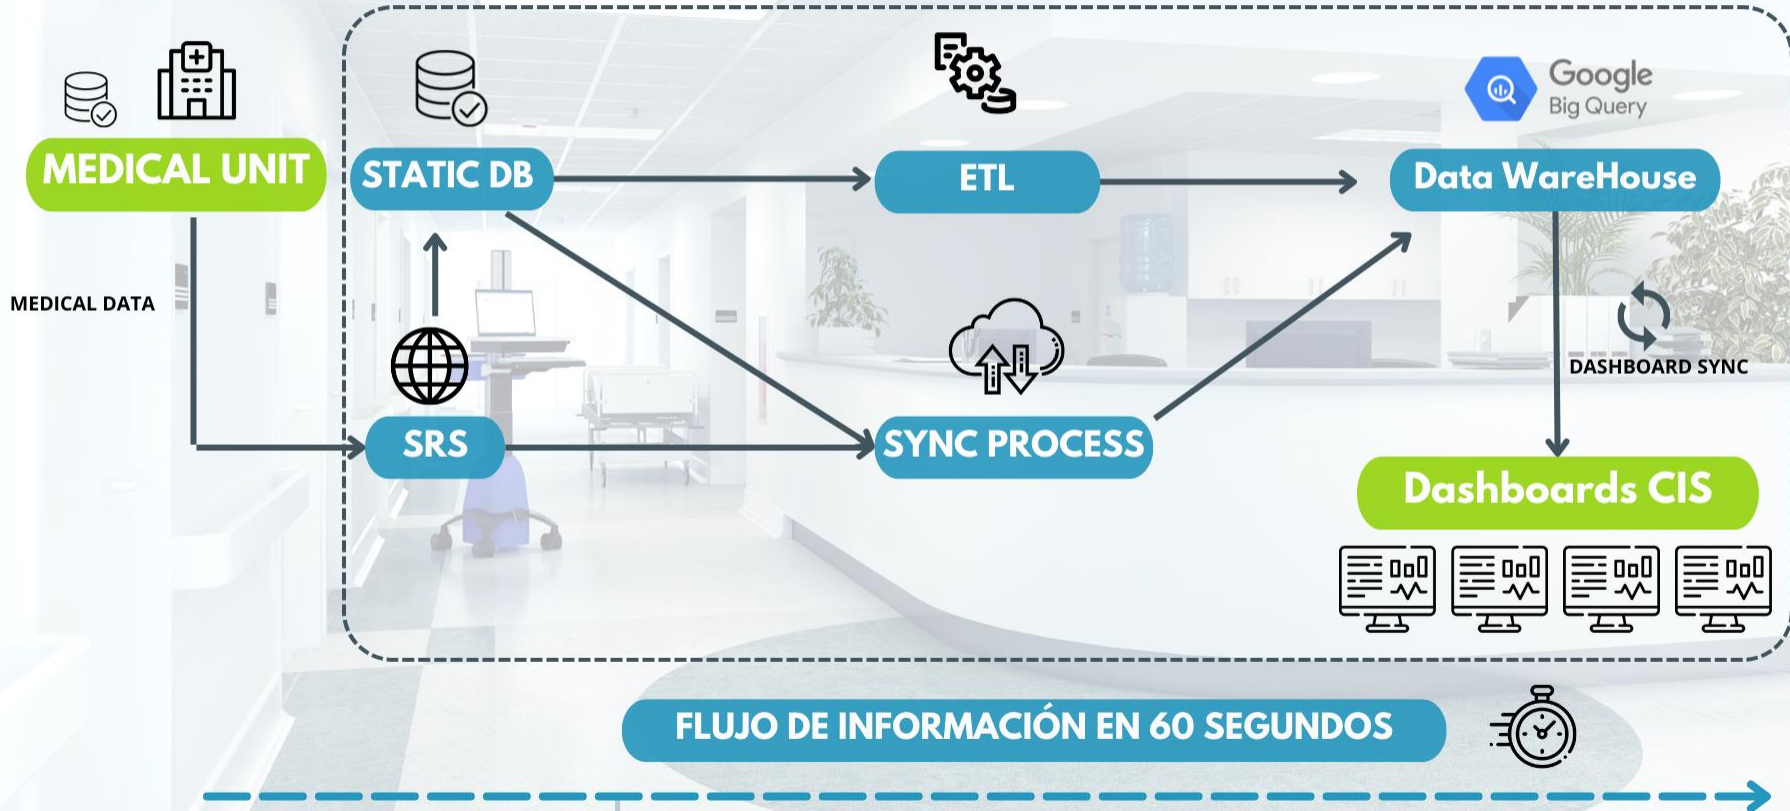 Google
Big Query
MEDICAL UNIT
STATIC DB
ETL
Data WareHouse
MEDICAL DATA
DASHBOARD SYNC
SRS
SYNC PROCESS
Dashboards CIS
FLUJO DE INFORMACIÓN EN 60 SEGUNDOS